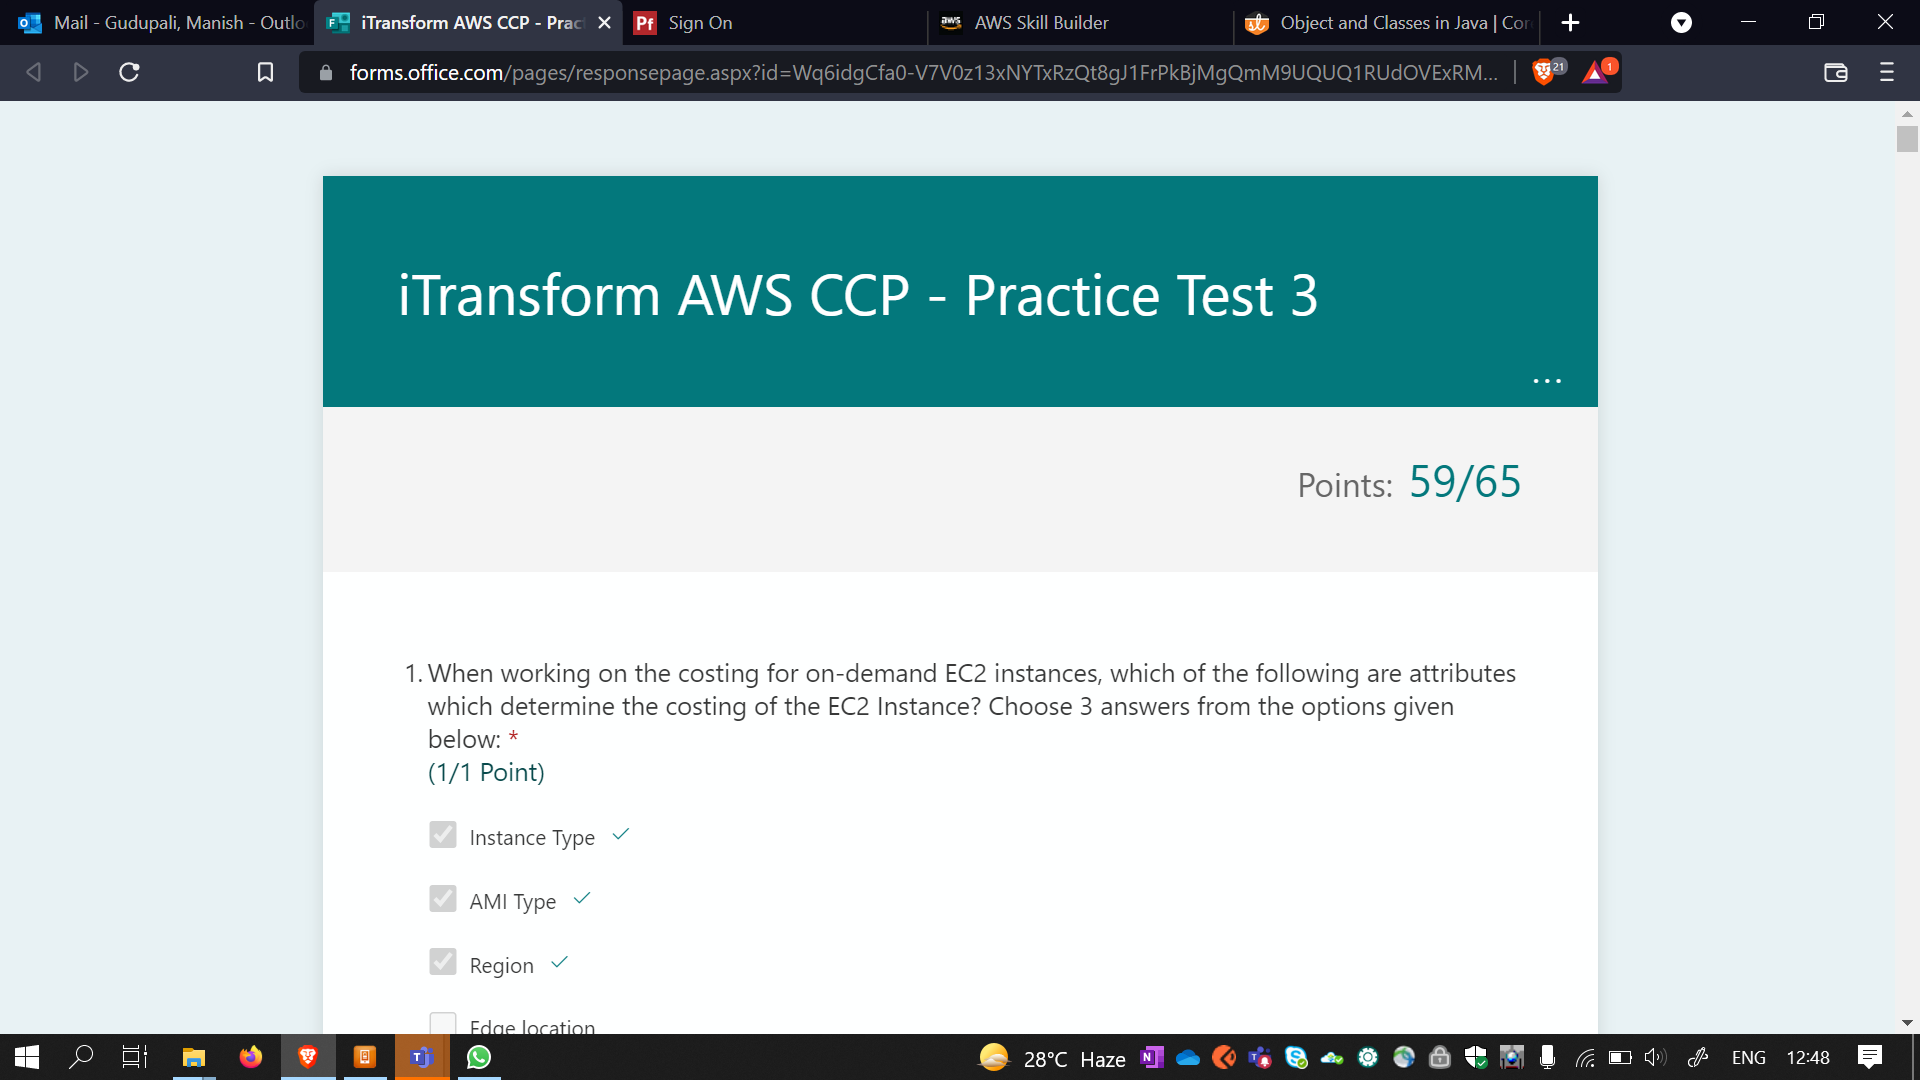 Mail - Gudupali, Manish - Outlo
iTransform AWS CCP - Prac
Pf Sign On
aws AWS Skill Builder
Object and Classes in Java | Cor
forms.office.com/pages/responsepage.aspx?id=Wq6idgCfa0-V7V0z13xNYTxRzQt8gJ1FrPkBjMgQmM9UQUQ1RUdOVExRM...
21
1
iTransform AWS CCP - Practice Test 3
...
Points: 59/65
1. When working on the costing for on-demand EC2 instances, which of the following are attributes
which determine the costing of the EC2 Instance? Choose 3 answers from the options given
below: *
(1/1 Point)
Instance Type
AMI Type
Region
Edge location
28°C Haze
ENG
12:48